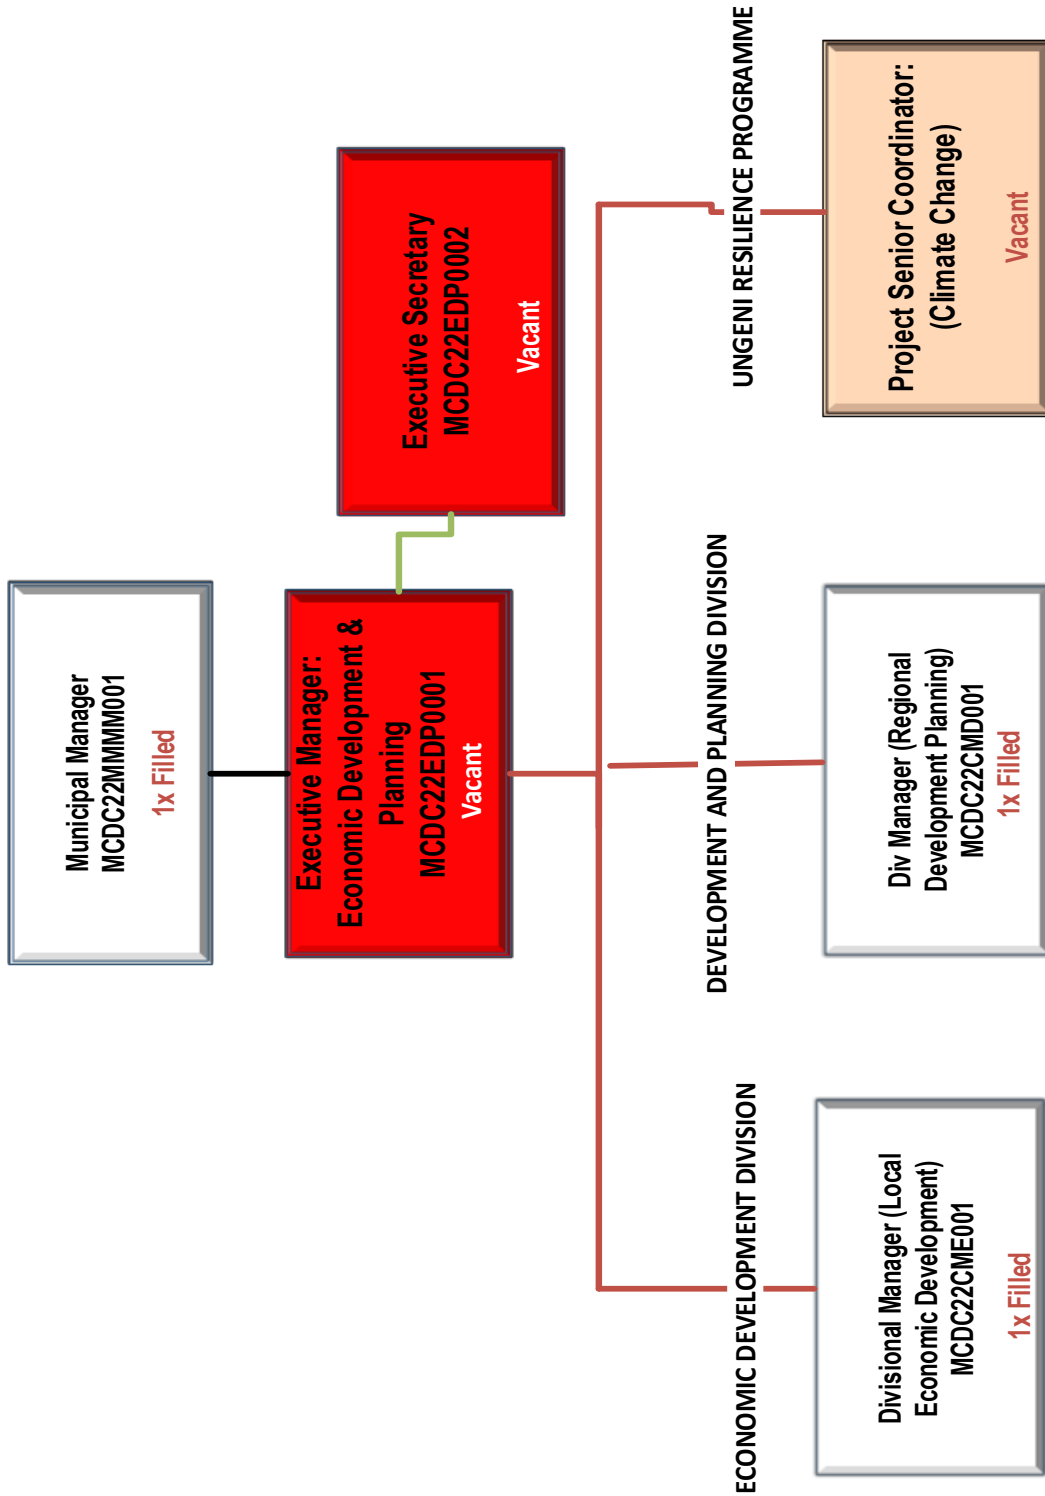 Municipal Manager
MCDC22MMMM001
1x Filled
Executive Manager:
Economic Development &
Planning
MCDC22EDP0001
Vacant
Executive Secretary
MCDC22EDP0002
Vacant
ECONOMIC DEVELOPMENT DIVISION
DEVELOPMENT AND PLANNING DIVISION
UNGENI RESILIENCE PROGRAMME
Divisional Manager (Local
Economic Development)
MCDC22CME001
1x Filled
Div Manager (Regional
Development Planning)
MCDC22CMD001
1x Filled
Project Senior Coordinator:
(Climate Change)
Vacant